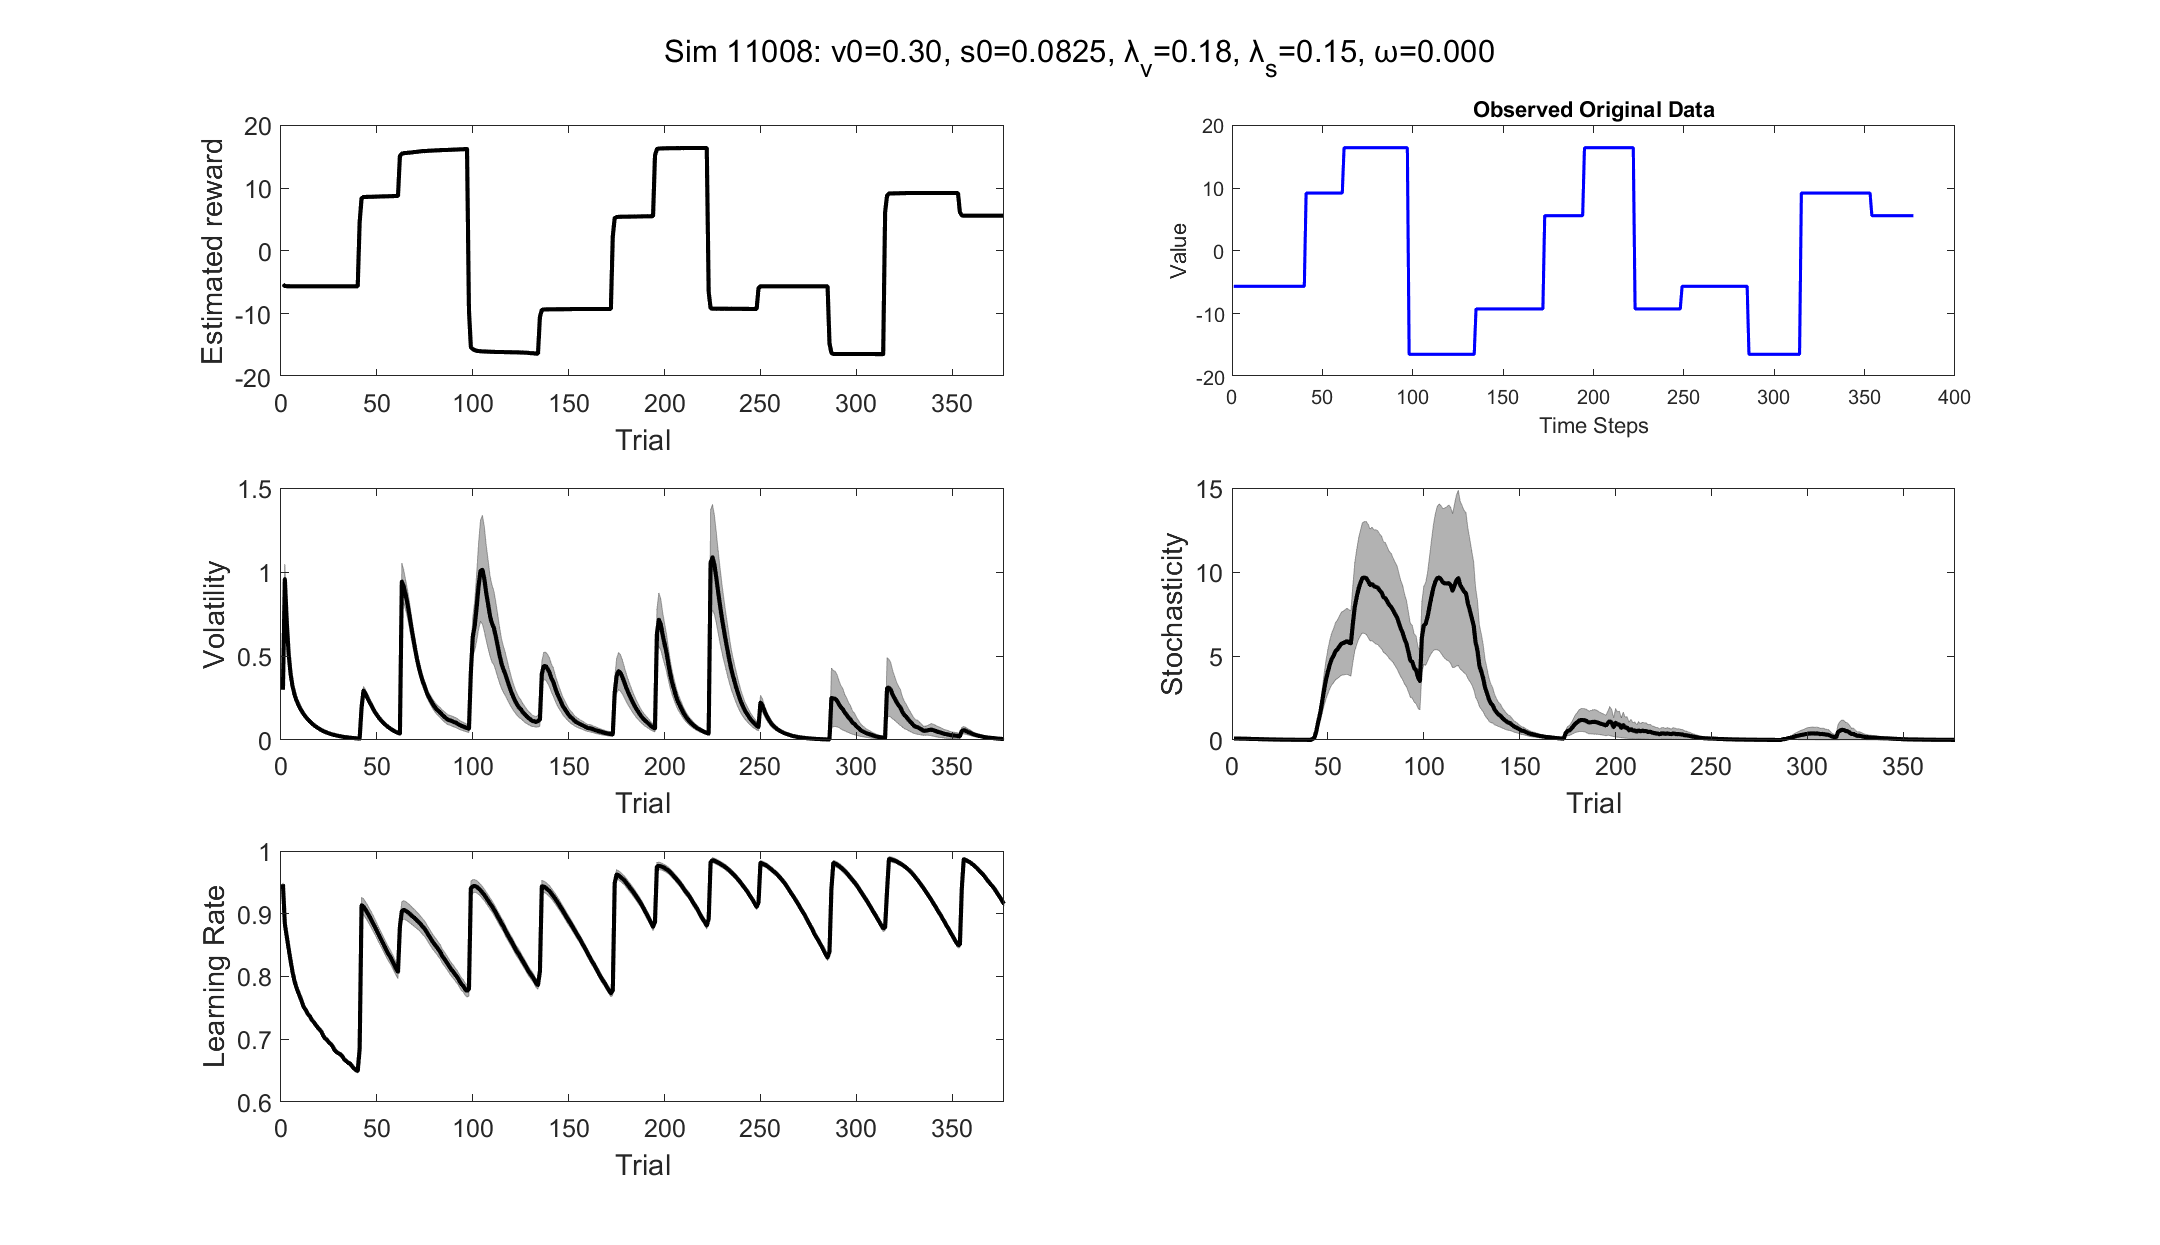 Sim 11008: v0=0.30, s0=0.0825, λ_v=0.18, λ_s=0.15, ω=0.000
20
10
0
-10
-20
Estimated reward
0 50 100 150 200 250 300 350
Trial
Observed Original Data
20
10
0
-10
-20
Value
0 50 100 150 200 250 300 350 400
Time Steps
1.5
1
0.5
0
Volatility
0 50 100 150 200 250 300 350
Trial
15
10
5
0
Stochasticity
0 50 100 150 200 250 300 350
Trial
1
0.9
0.8
0.7
0.6
Learning Rate
0 50 100 150 200 250 300 350
Trial